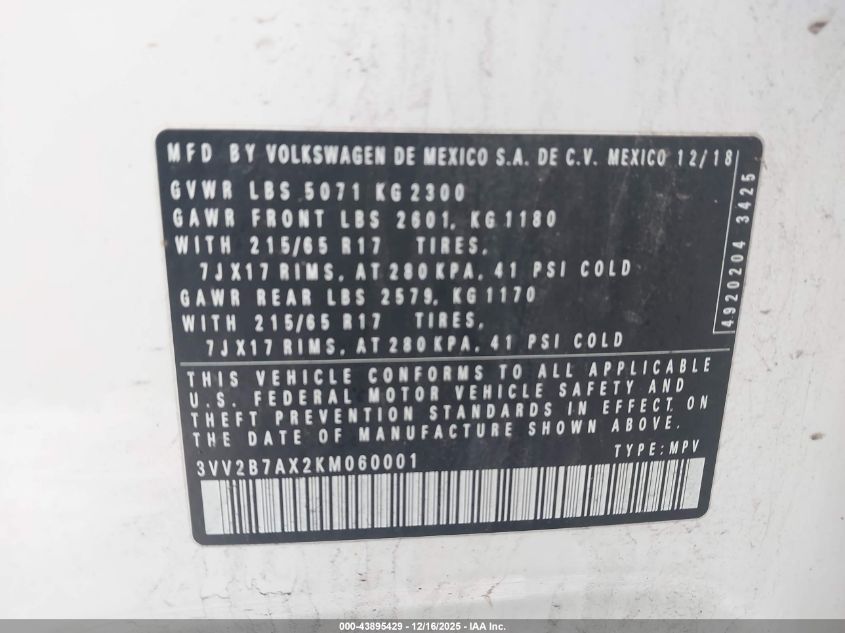 MFD BY VOLKSWAGEN DE MEXICO S.A. DE C.V. MEXICO 12/18
GVWR LBS 5071 KG 2300
GAWR FRONT LBS 2601, KG 1180
WITH 215/65 R17 TIRES,
7JX17 RIMS, AT 280 KPA, 41 PSI COLD
GAWR REAR LBS 2579, KG 1170
WITH 215/65 R17 TIRES,
7JX17 RIMS, AT 280 KPA, 41 PSI COLD
4920204 3425
THIS VEHICLE CONFORMS TO ALL APPLICABLE
U.S. FEDERAL MOTOR VEHICLE SAFETY AND
THEFT PREVENTION STANDARDS IN EFFECT ON
THE DATE OF MANUFACTURE SHOWN ABOVE.
TYPE: MPV
3VV2B7AX2KM060001
000-43895429 - 12/16/2025 - IAA Inc.